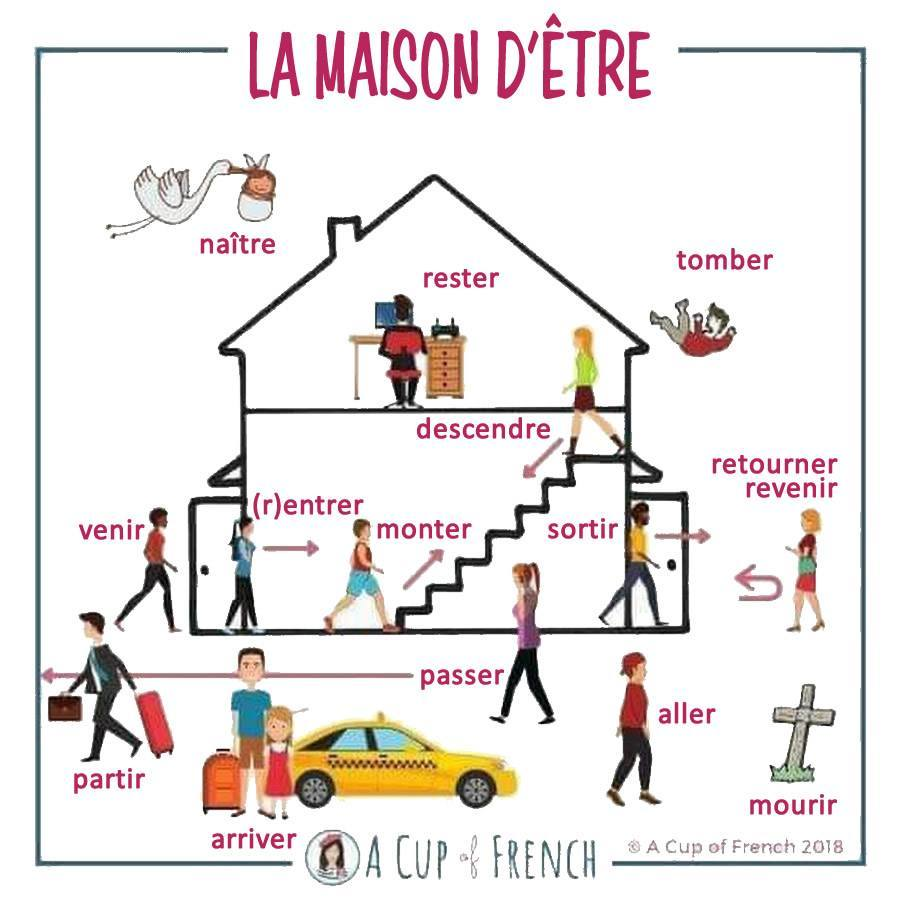 LA MAISON D'ÊTRE
naître
tomber
rester
descendre
retourner
revenir
(r)entrer
venir
monter
sortir
passer
aller
partir
mourir
arriver
A CUP of FRENCH
© A Cup of French 2018